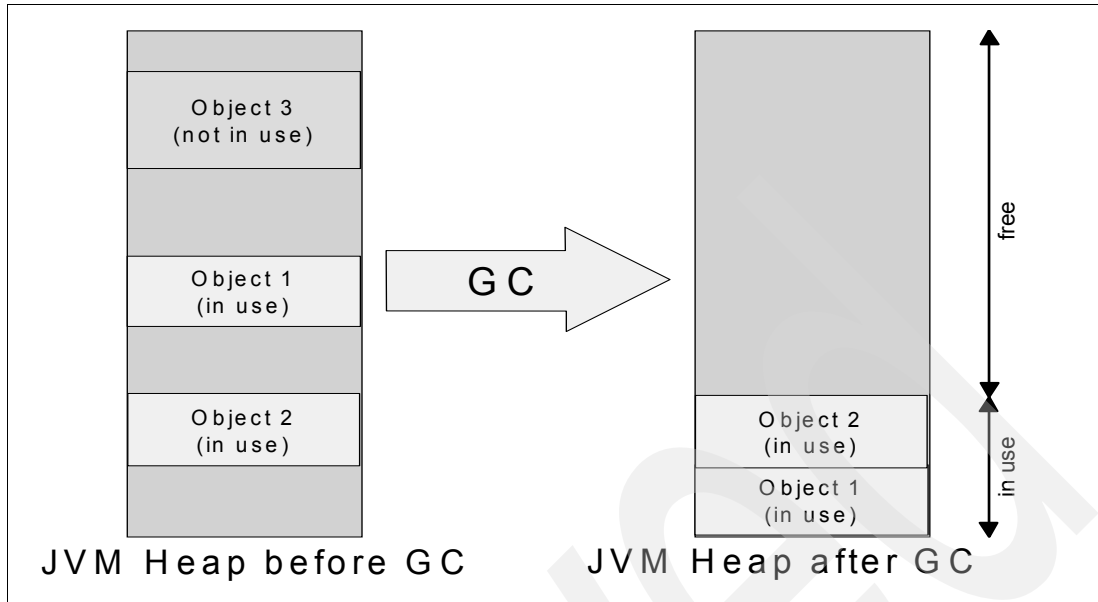 Object 3
(not in use)
Object 1
(in use)
Object 2
(in use)
JVM Heap before GC
GC
Object 2
(in use)
Object 1
(in use)
JVM Heap after GC
free
in use